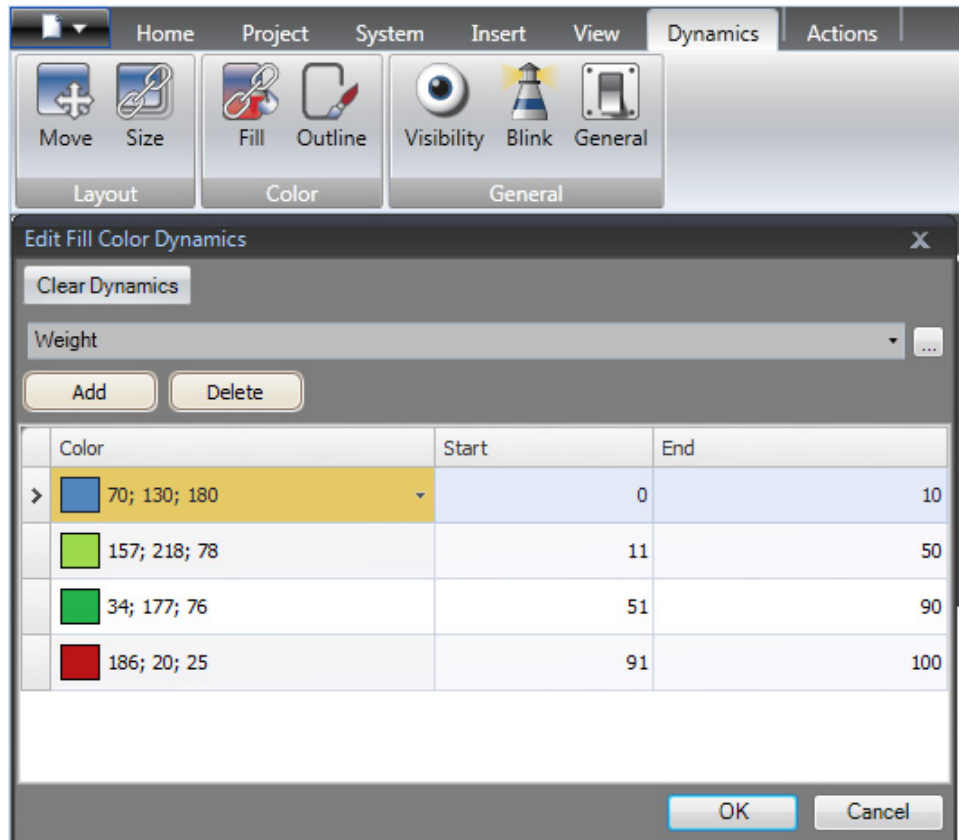 Home Project System Insert View Dynamics Actions
Move Size Fill Outline Visibility Blink General
Layout Color General
Edit Fill Color Dynamics x
Clear Dynamics
Weight ...
Add Delete
Color Start End
70; 130; 180 0 10
157; 218; 78 11 50
34; 177; 76 51 90
186; 20; 25 91 100
OK Cancel